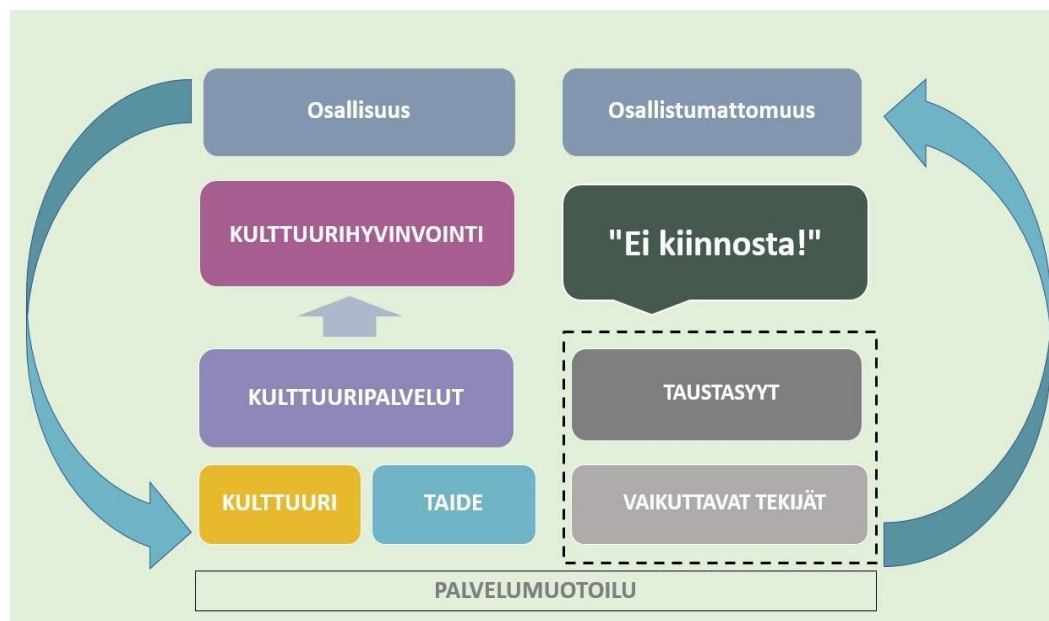 Osallisuus
Osallistumattomuus
KULTTUURIHYVINVOINTI
"Ei kiinnosta!"
KULTTUURIPALVELUT
TAUSTASYYT
KULTTUURI
TAIDE
VAIKUTTAVAT TEKIJÄT
PALVELUMUOTOILU